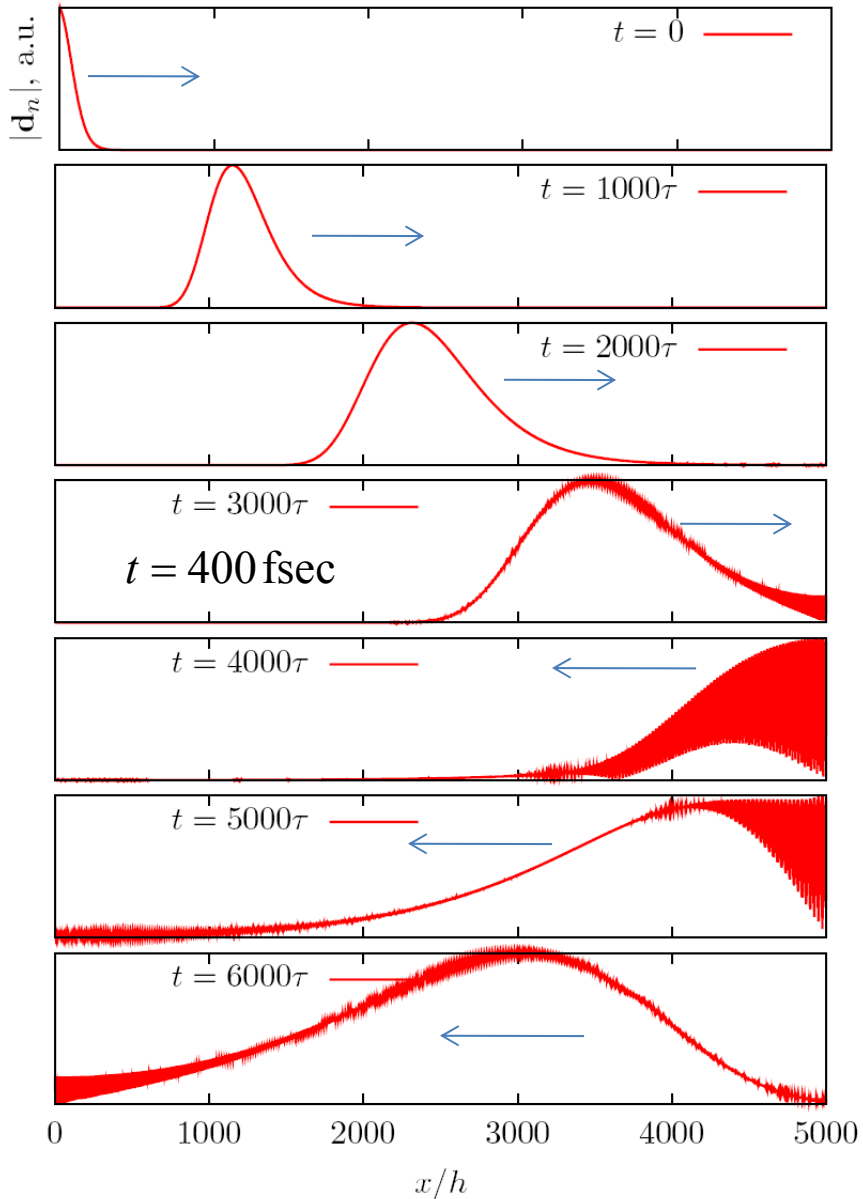 |d_n|, a.u.
t = 0
t = 1000τ
t = 2000τ
t = 3000τ
t = 400 fsec
t = 4000τ
t = 5000τ
t = 6000τ
0 1000 2000 3000 4000 5000
x/h